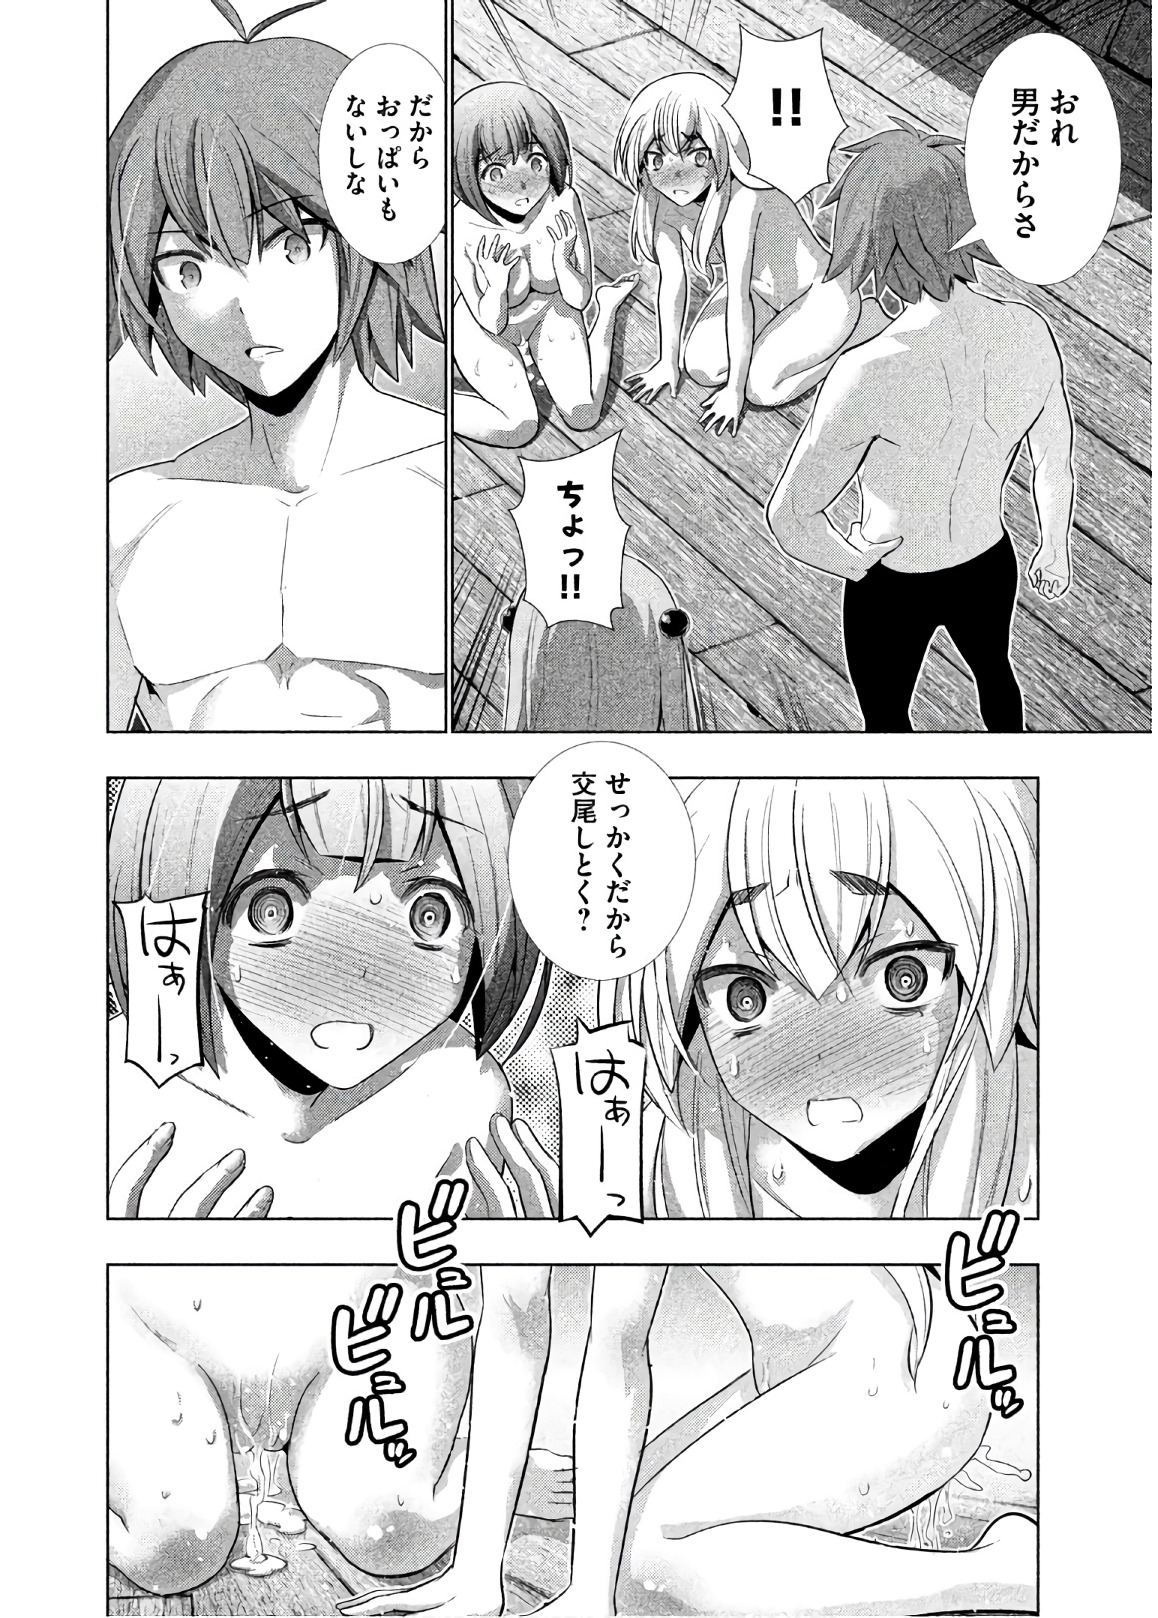 おれ
男だからさ
!!
ちょっ!!
だから
おっぱいも
ないしな
せっかくだから
交尾しとく?
はぁーっ
はぁーっ
ビュルッ
ビュル
ビュルッ